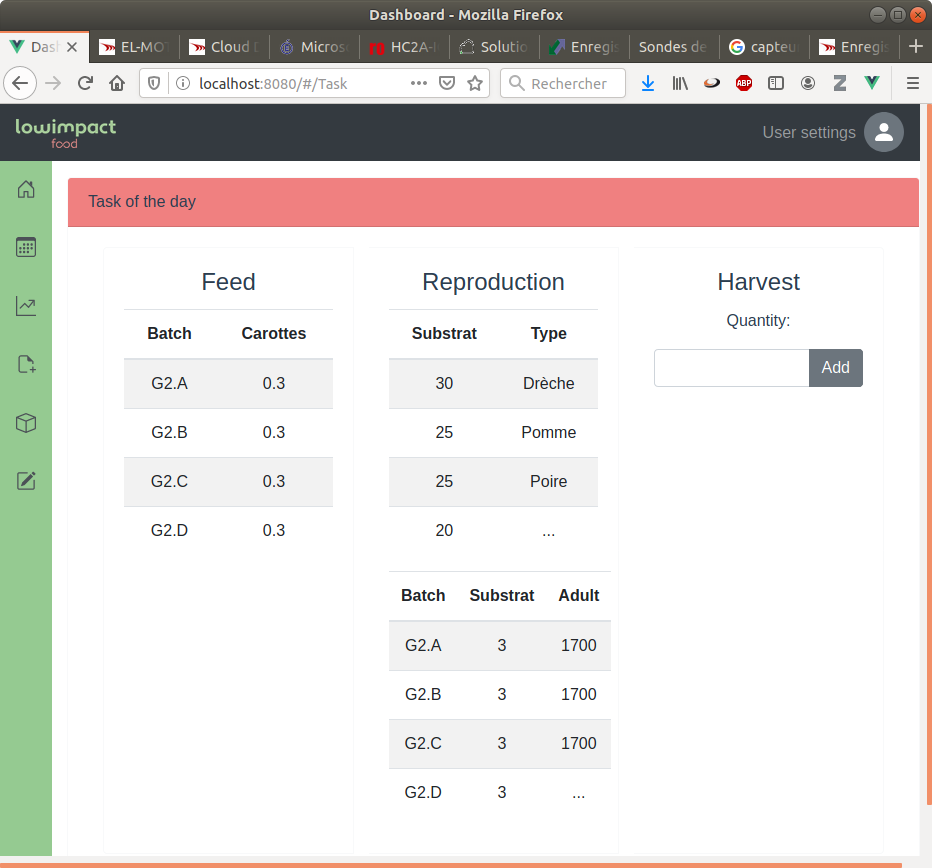 Dashboard - Mozilla Firefox
Das EL-MO Cloud Micros HC2A- Solutio Enregis Sondes de capteu Enregis
localhost:8080/#/Task Rechercher ABP
lowimpact
food
User settings
Task of the day
Feed
Batch Carottes
G2.A 0.3
G2.B 0.3
G2.C 0.3
G2.D 0.3
Reproduction
Substrat Type
30 Drèche
25 Pomme
25 Poire
20 ...
Batch Substrat Adult
G2.A 3 1700
G2.B 3 1700
G2.C 3 1700
G2.D 3 ...
Harvest
Quantity:
Add